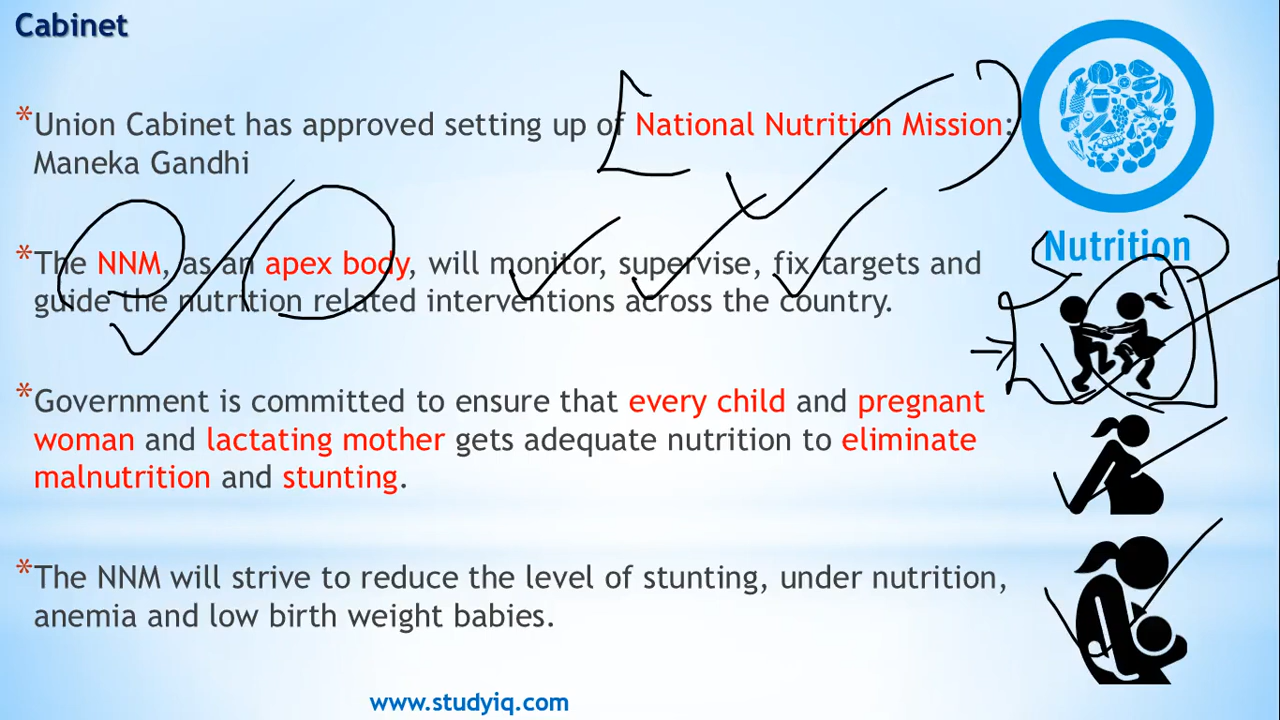 Cabinet
*Union Cabinet has approved setting up of National Nutrition Mission:
Maneka Gandhi
Nutrition
*The NNM, as an apex body, will monitor, supervise, fix targets and
guide the nutrition related interventions across the country.
*Government is committed to ensure that every child and pregnant
woman and lactating mother gets adequate nutrition to eliminate
malnutrition and stunting.
*The NNM will strive to reduce the level of stunting, under nutrition,
anemia and low birth weight babies.
www.studyiq.com